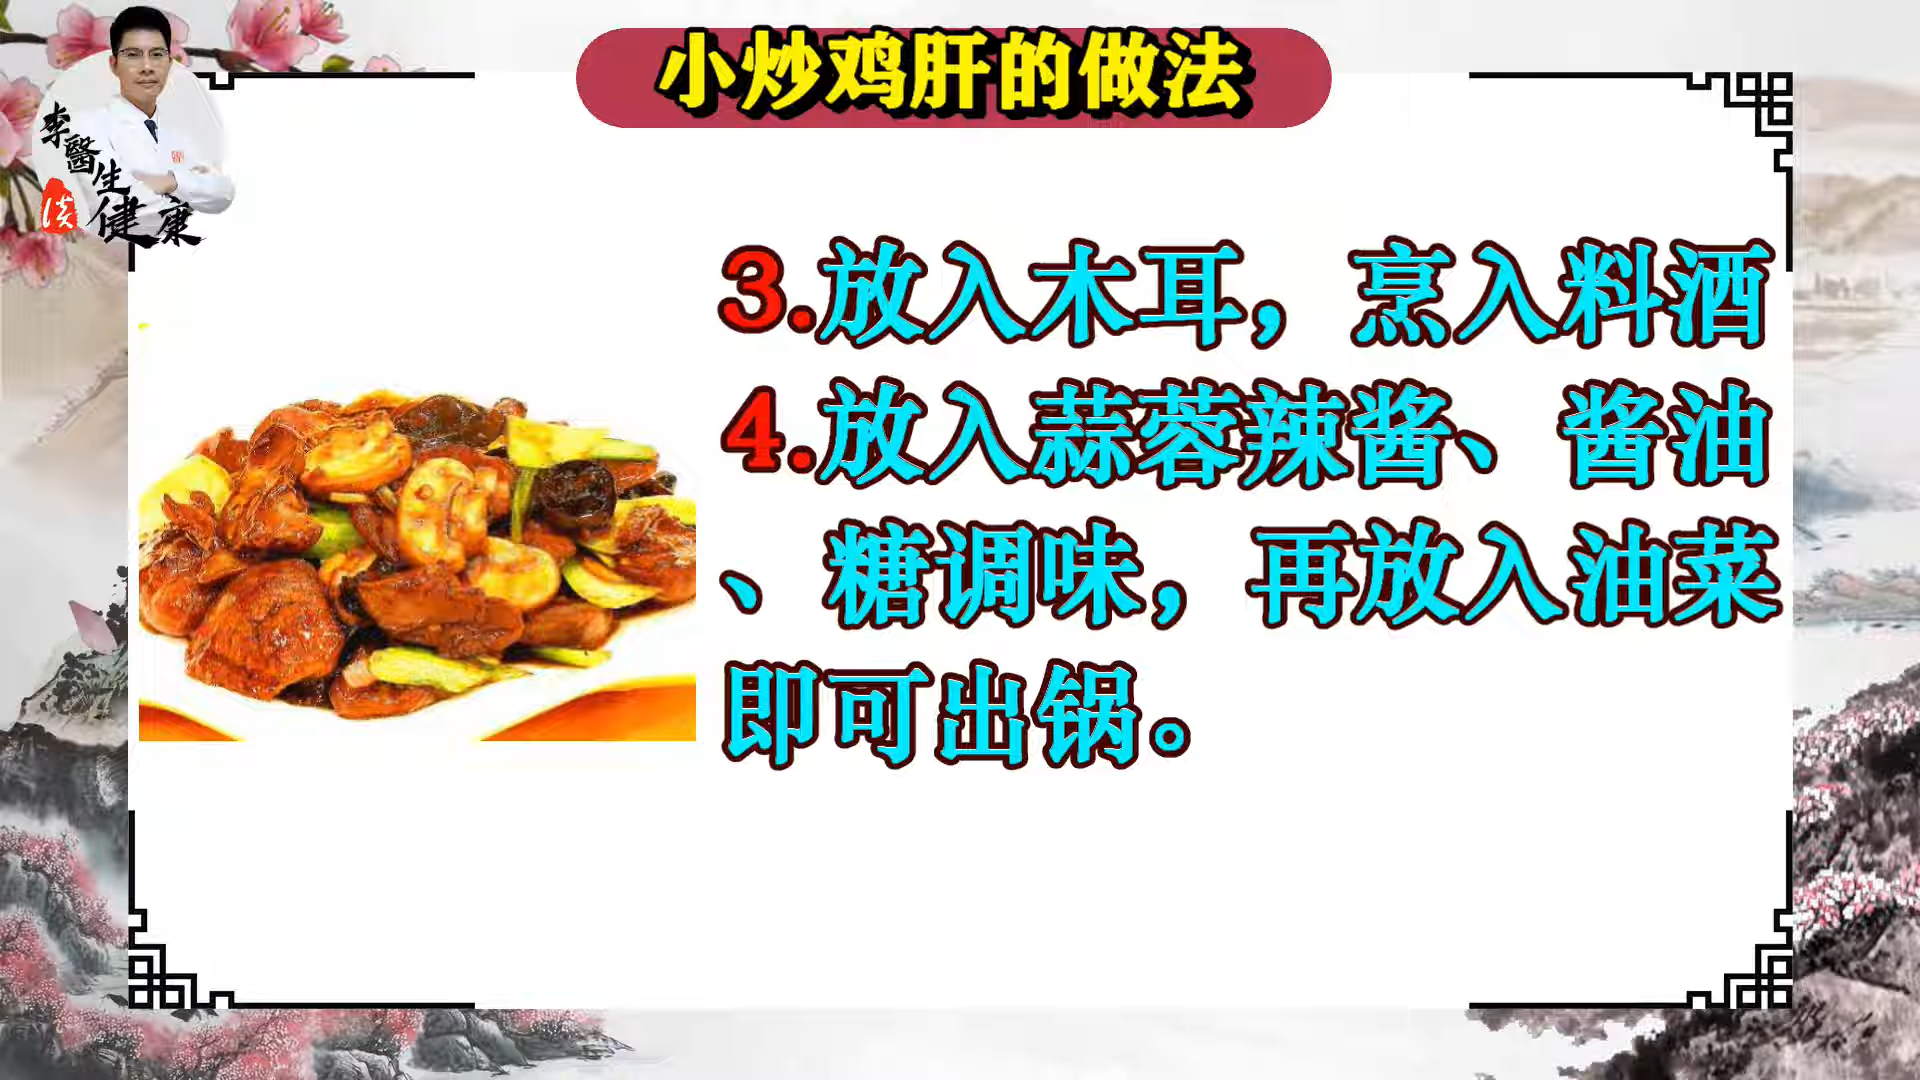 小炒鸡肝的做法
李醫生
谈
健康
3.放入木耳，烹入料酒
4.放入蒜蓉辣酱、酱油
、糖调味，再放入油菜
即可出锅。